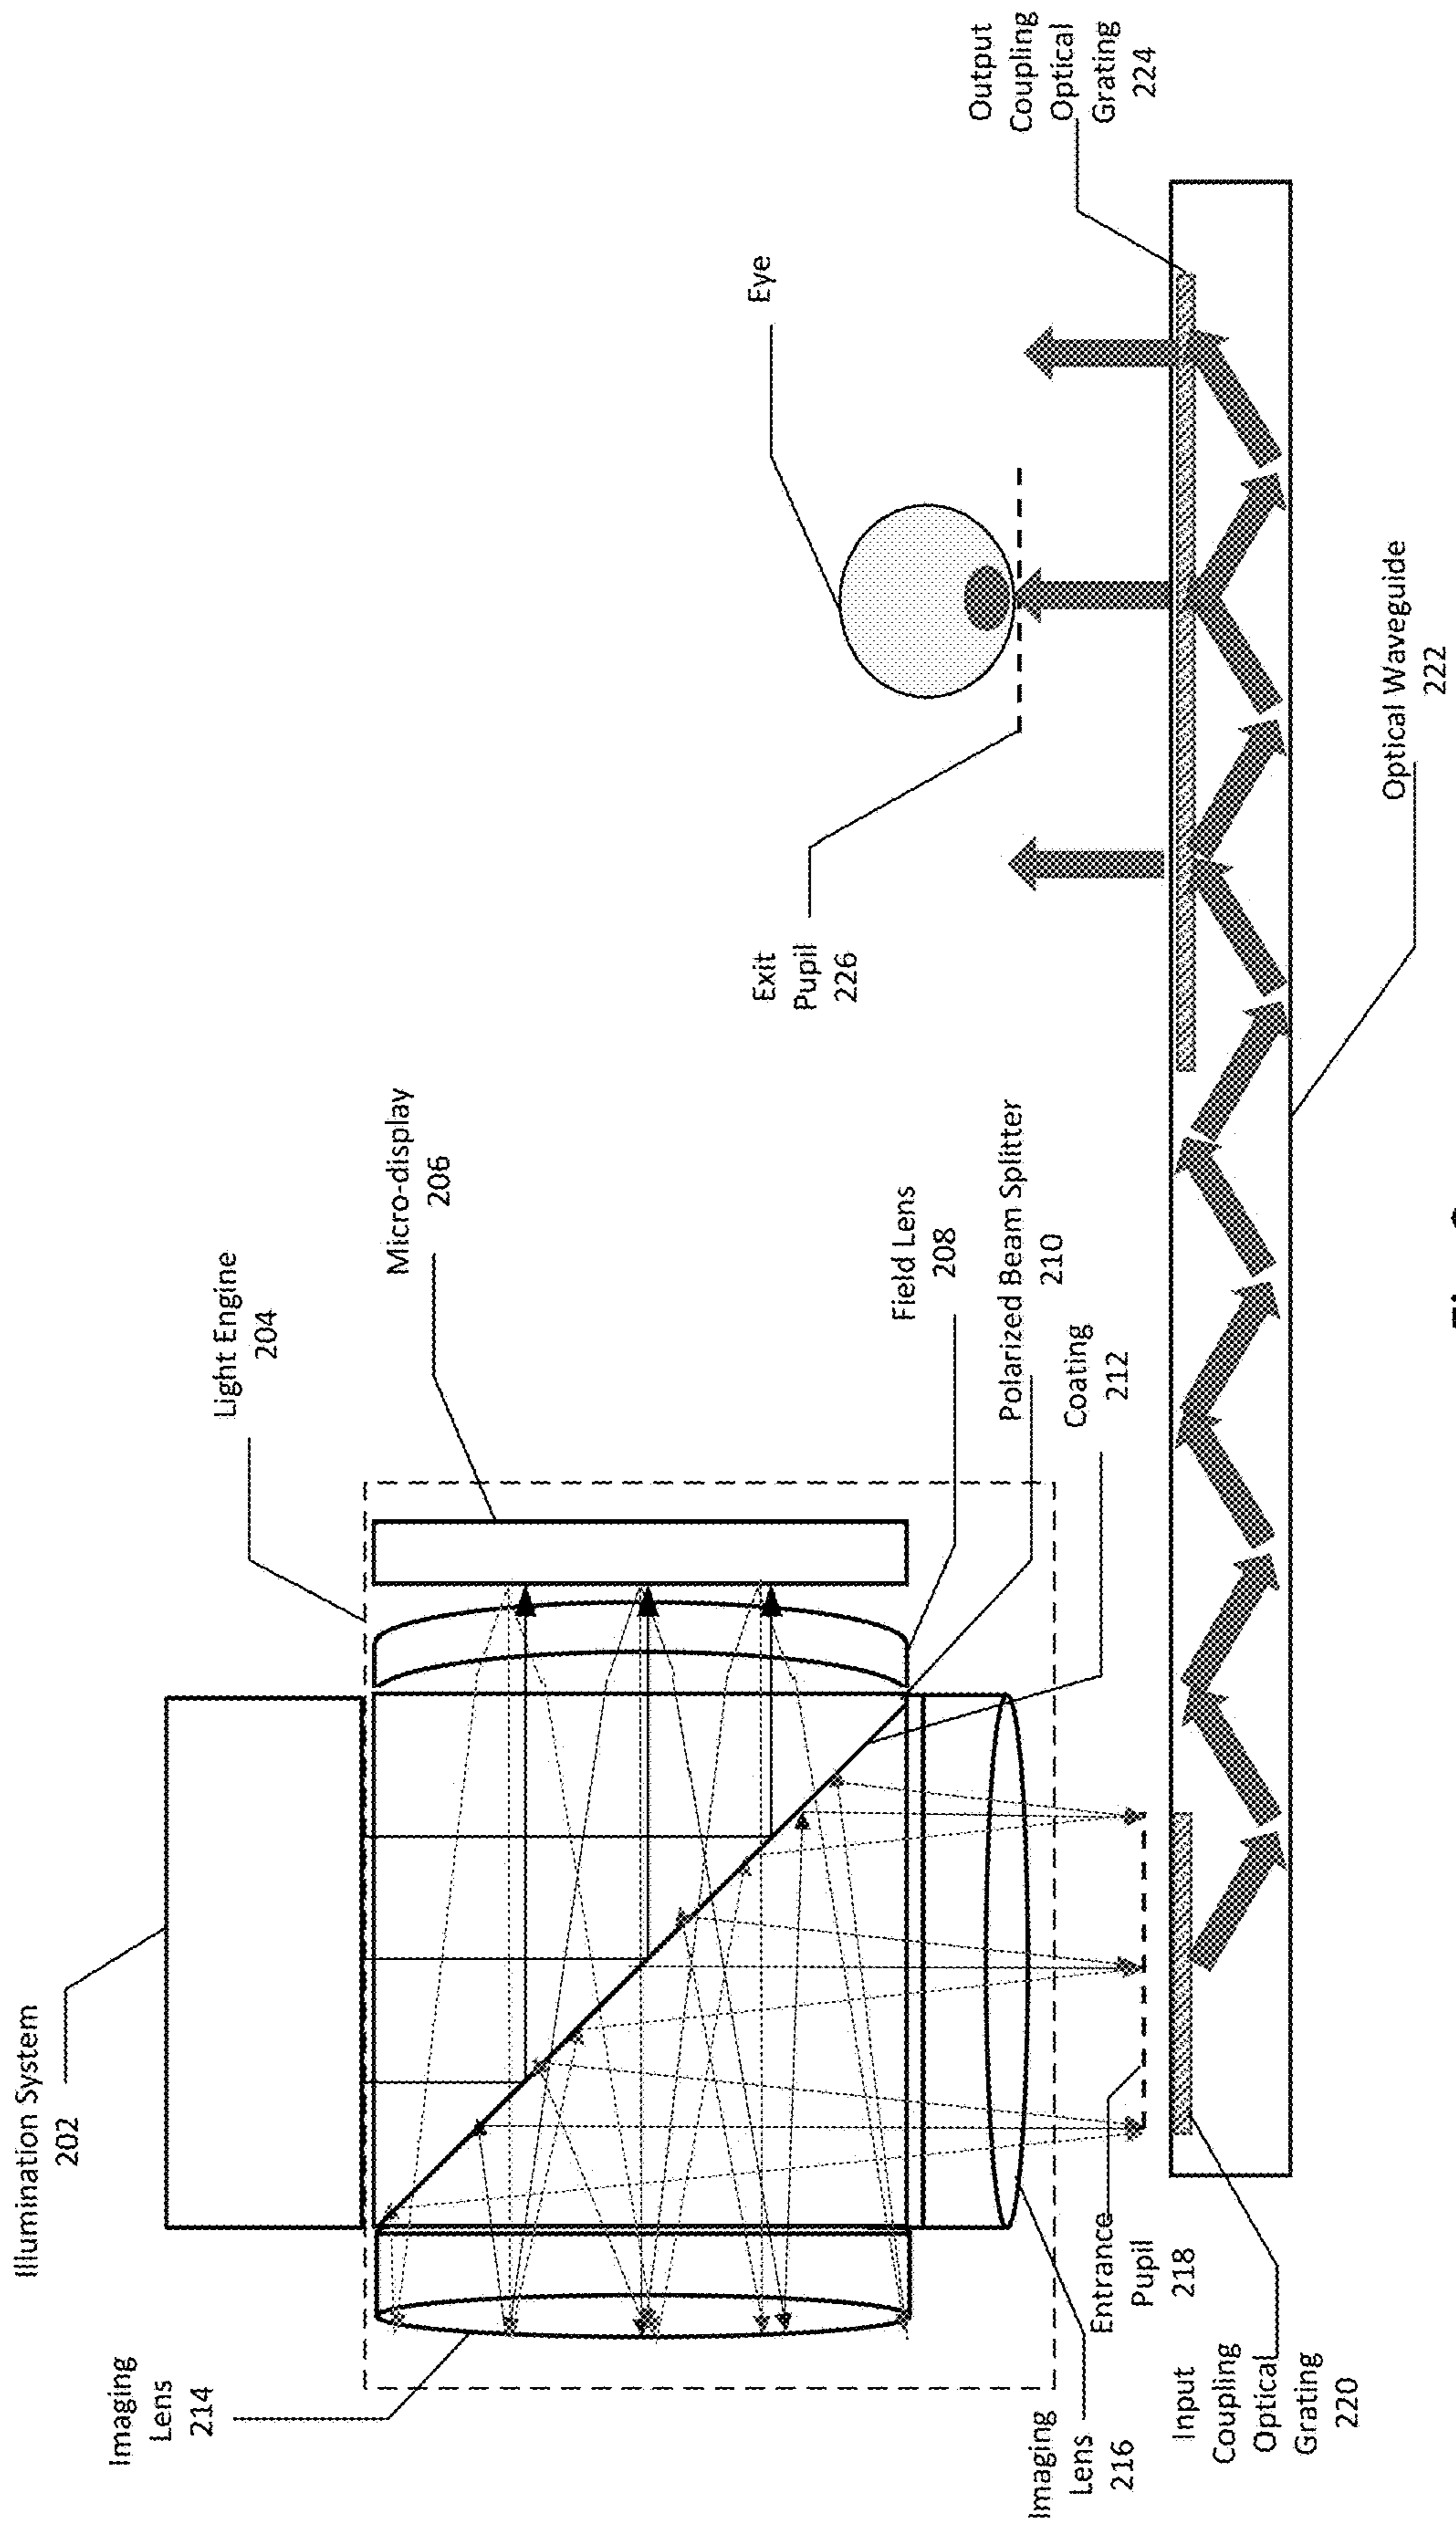 Illumination System
202
Imaging
Lens
214
Light Engine
204
Micro-display
206
Field Lens
208
Polarized Beam Splitter
210
Coating
212
Imaging
Lens
216
Entrance
Pupil
218
Input
Coupling
Optical
Grating
220
Exit
Pupil
226
Eye
Output
Coupling
Optical
Grating
224
Optical Waveguide
222